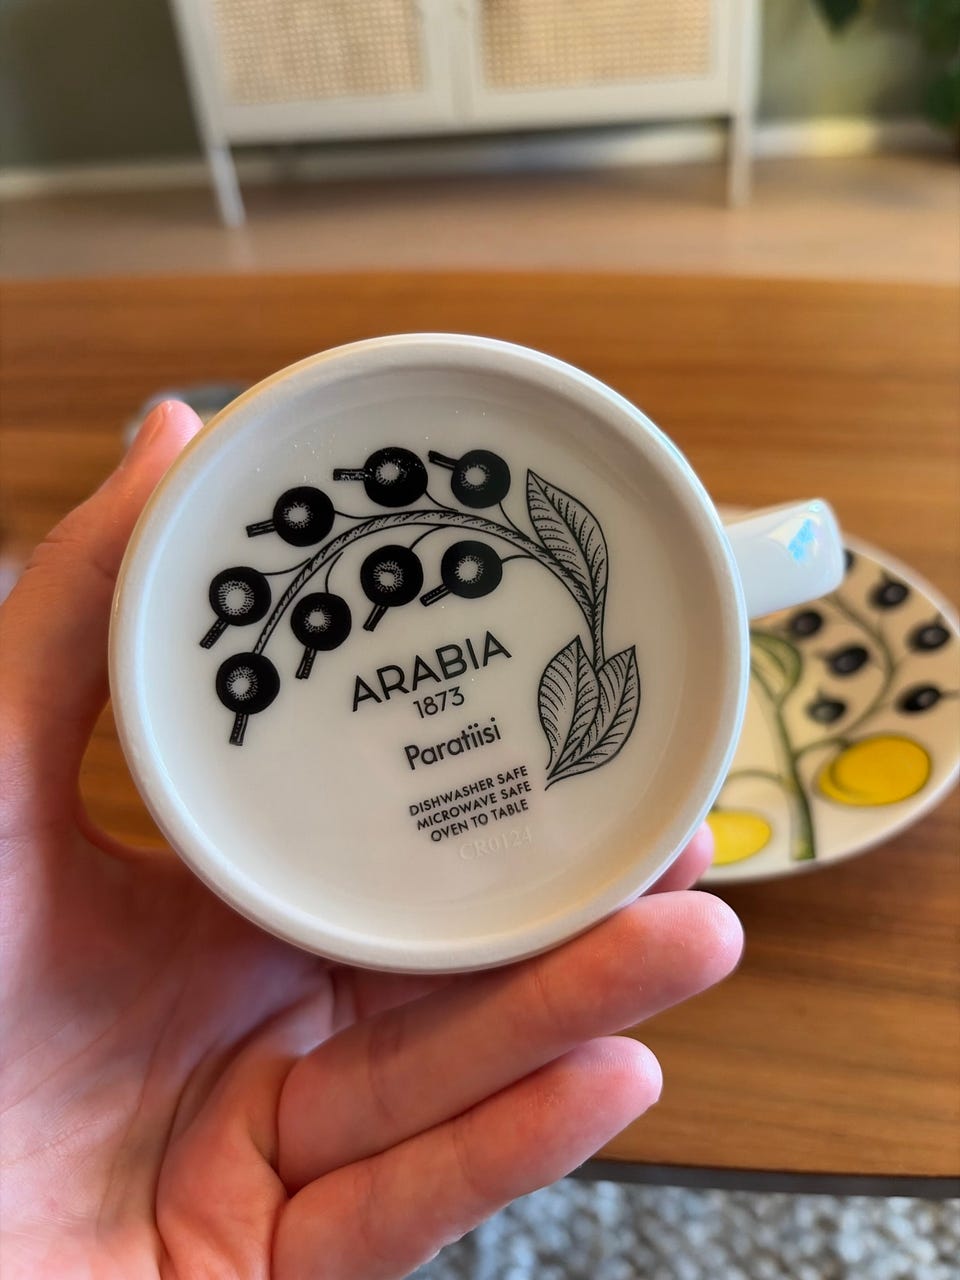 ARABIA
1873
Paratiisi
DISHWASHER SAFE
MICROWAVE SAFE
OVEN TO TABLE
CR0124